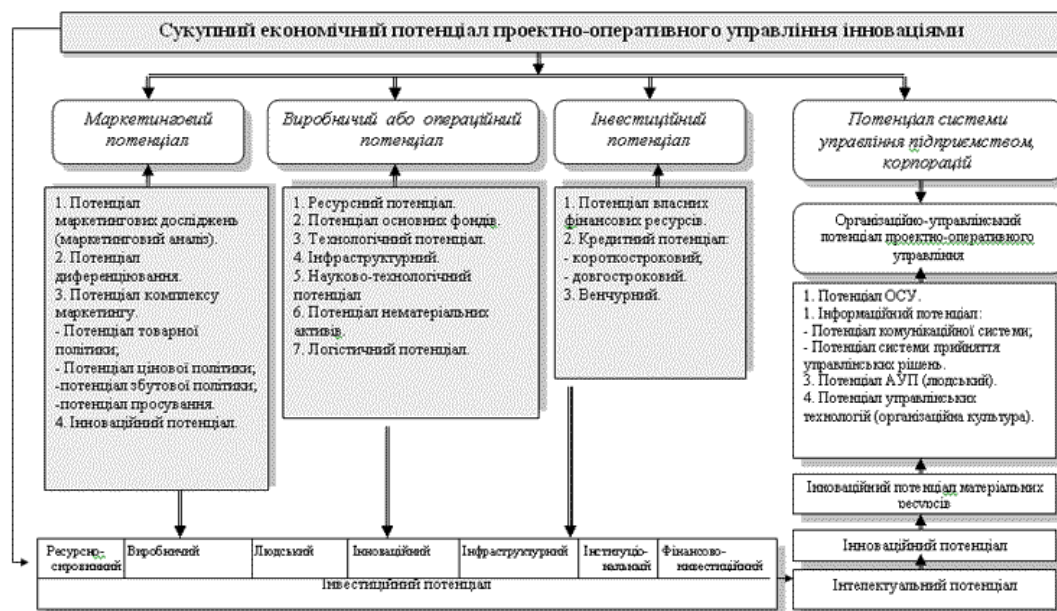 Сукупний економічний потенціал проектно-оперативного управління інноваціями
Маркетинговий
потенціал
Виробничий або операційний
потенціал
Інвестиційний
потенціал
Потенціал системи
управління підприємством,
корпорацій
1. Потенціал
маркетингових досліджень
(маркетинговий аналіз).
2. Потенціал
диференціювання.
3. Потенціал комплексу
маркетингу.
- Потенціал товарної
політики;
- Потенціал цінової політики;
-потенціал збутової політики;
-потенціал просування.
4. Інноваційний потенціал.
1. Ресурсний потенціал.
2. Потенціал основних фондів.
3. Технологічний потенціал.
4. Інфраструктурний.
5. Науково-технологічний
потенціал
6. Потенціал нематеріальних
активів.
7. Логістичний потенціал.
1. Потенціал власних
фінансових ресурсів.
2. Кредитний потенціал:
- короткостроковий;
- довгостроковий.
3. Венчурний.
Організаційно-управлінський
потенціал проектно-оперативного
управління
1. Потенціал ОСУ.
1. Інформаційний потенціал:
- Потенціал комунікаційної системи;
- Потенціал системи прийняття
управлінських рішень.
3. Потенціал АУП (людський).
4. Потенціал управлінських
технологій (організаційна культура).
Інноваційний потенціал матеріальних
ресурсів
Інноваційний потенціал
Інтелектуальний потенціал
Ресурсно-
сировинний
Виробничий
Людський
Інноваційний
Інфраструктурний
Інституціо-
нальний
Фінансово-
інвестиційний
Інвестиційний потенціал